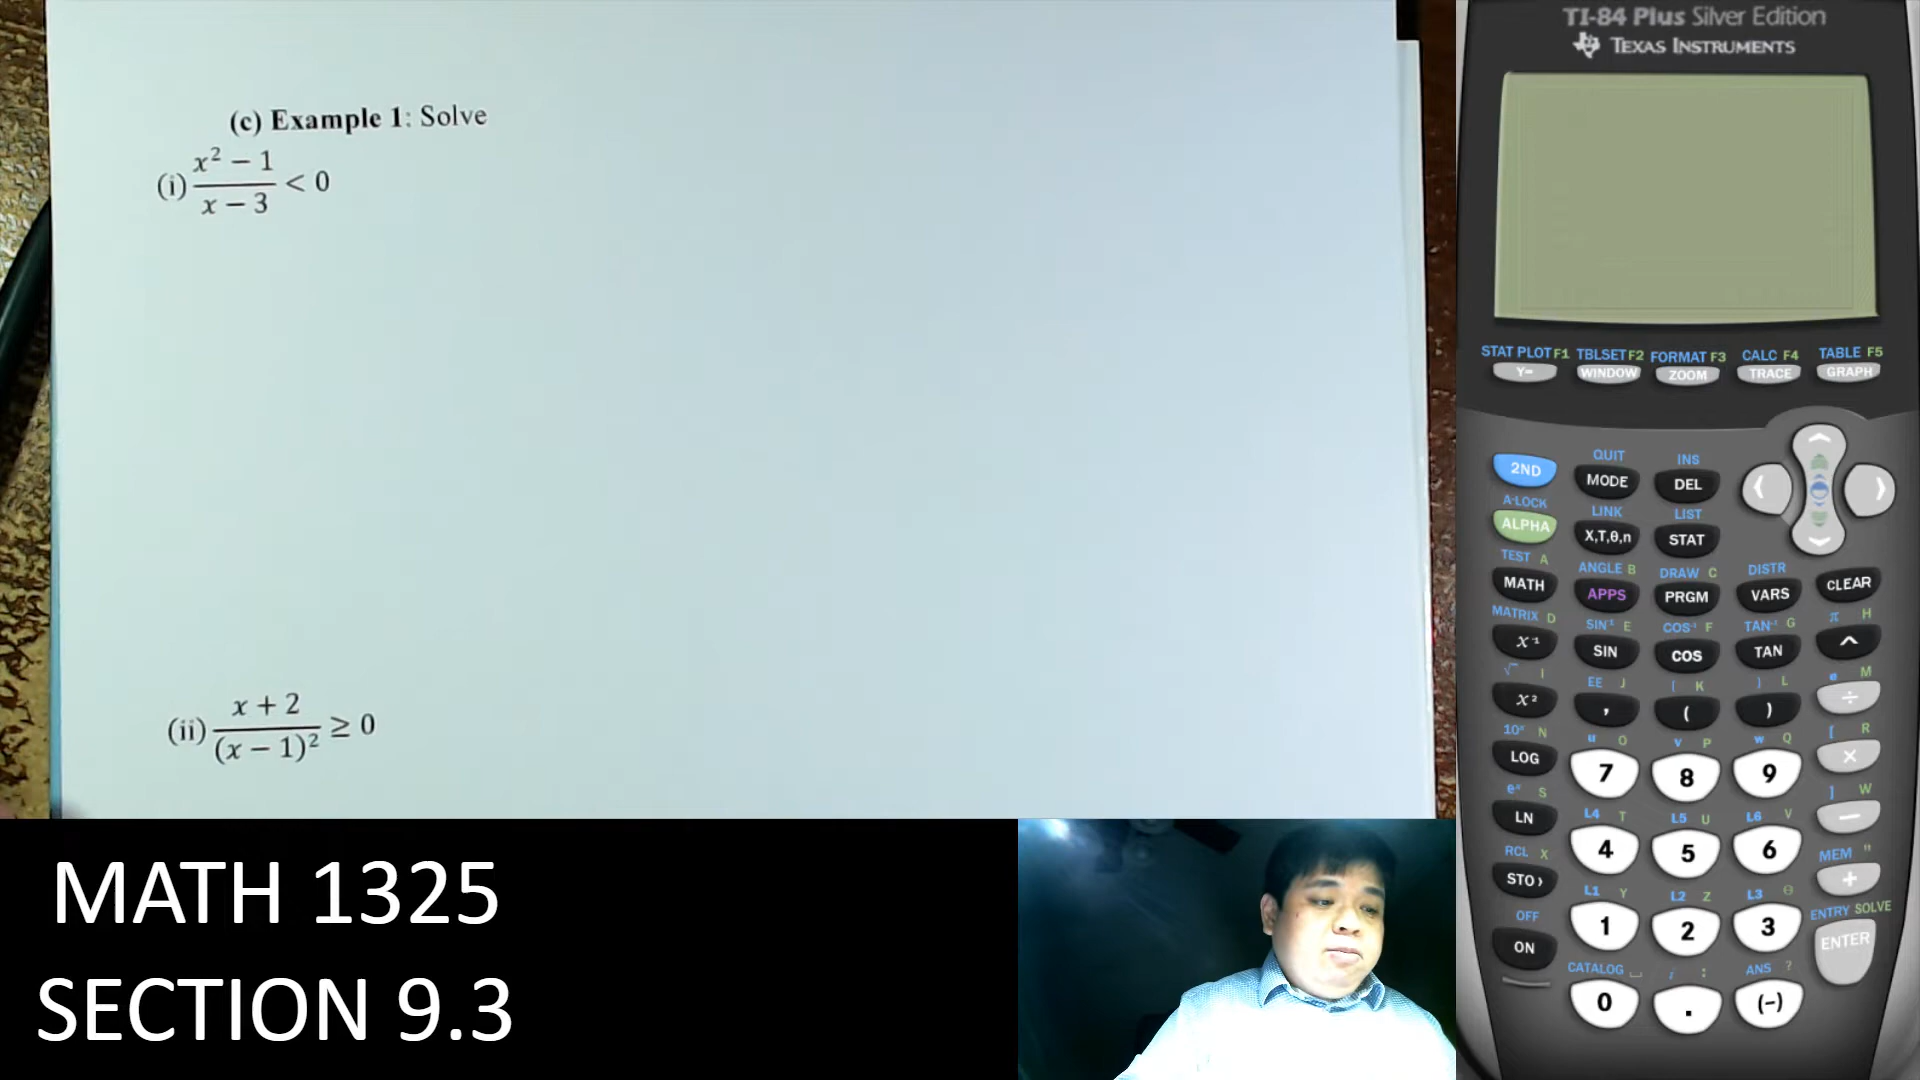 (c) Example 1: Solve
(i) x² − 1 / x − 3 < 0
(ii) x + 2 / (x − 1)² ≥ 0
MATH 1325
SECTION 9.3
TI-84 Plus Silver Edition
TEXAS INSTRUMENTS
STAT PLOT F1 TBLSET F2 FORMAT F3 CALC F4 TABLE F5
Y= WINDOW ZOOM TRACE GRAPH
QUIT INS
2ND MODE DEL
A-LOCK LINK LIST
ALPHA X,T,θ,n STAT
TEST A ANGLE B DRAW C DISTR
MATH APPS PRGM VARS CLEAR
MATRIX D SIN⁻¹ E COS⁻¹ F TAN⁻¹ G π H
x⁻¹ SIN COS TAN ^
√ I EE J { K } L e M
x² , ( ) ÷
10ˣ N u O v P w Q [ R
LOG 7 8 9 ×
eˣ S L4 T L5 U L6 V ] W
LN 4 5 6 −
RCL X L1 Y L2 Z L3 θ MEM "
STO› 1 2 3 +
OFF CATALOG i : ANS ? ENTRY SOLVE
ON 0 . (−) ENTER